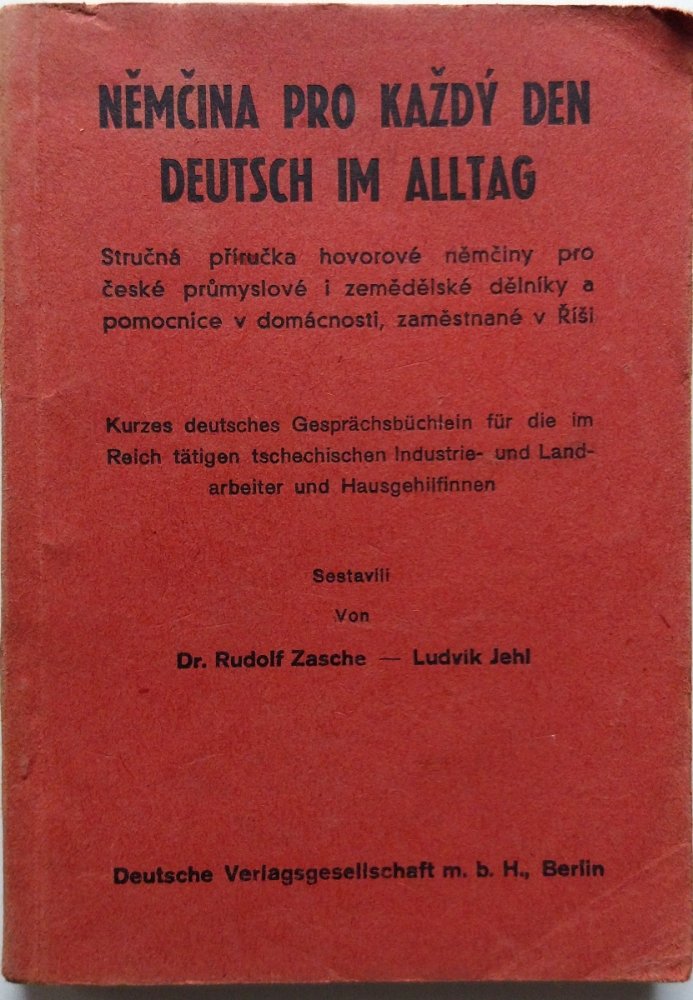 NĚMČINA PRO KAŽDÝ DEN
DEUTSCH IM ALLTAG
Stručná příručka hovorové němčiny pro
české průmyslové i zemědělské dělníky a
pomocnice v domácnosti, zaměstnané v Říši
Kurzes deutsches Gesprächsbüchlein für die im
Reich tätigen tschechischen Industrie- und Land-
arbeiter und Hausgehilfinnen
Sestavili
Von
Dr. Rudolf Zasche — Ludvik Jehl
Deutsche Verlagsgesellschaft m. b. H., Berlin